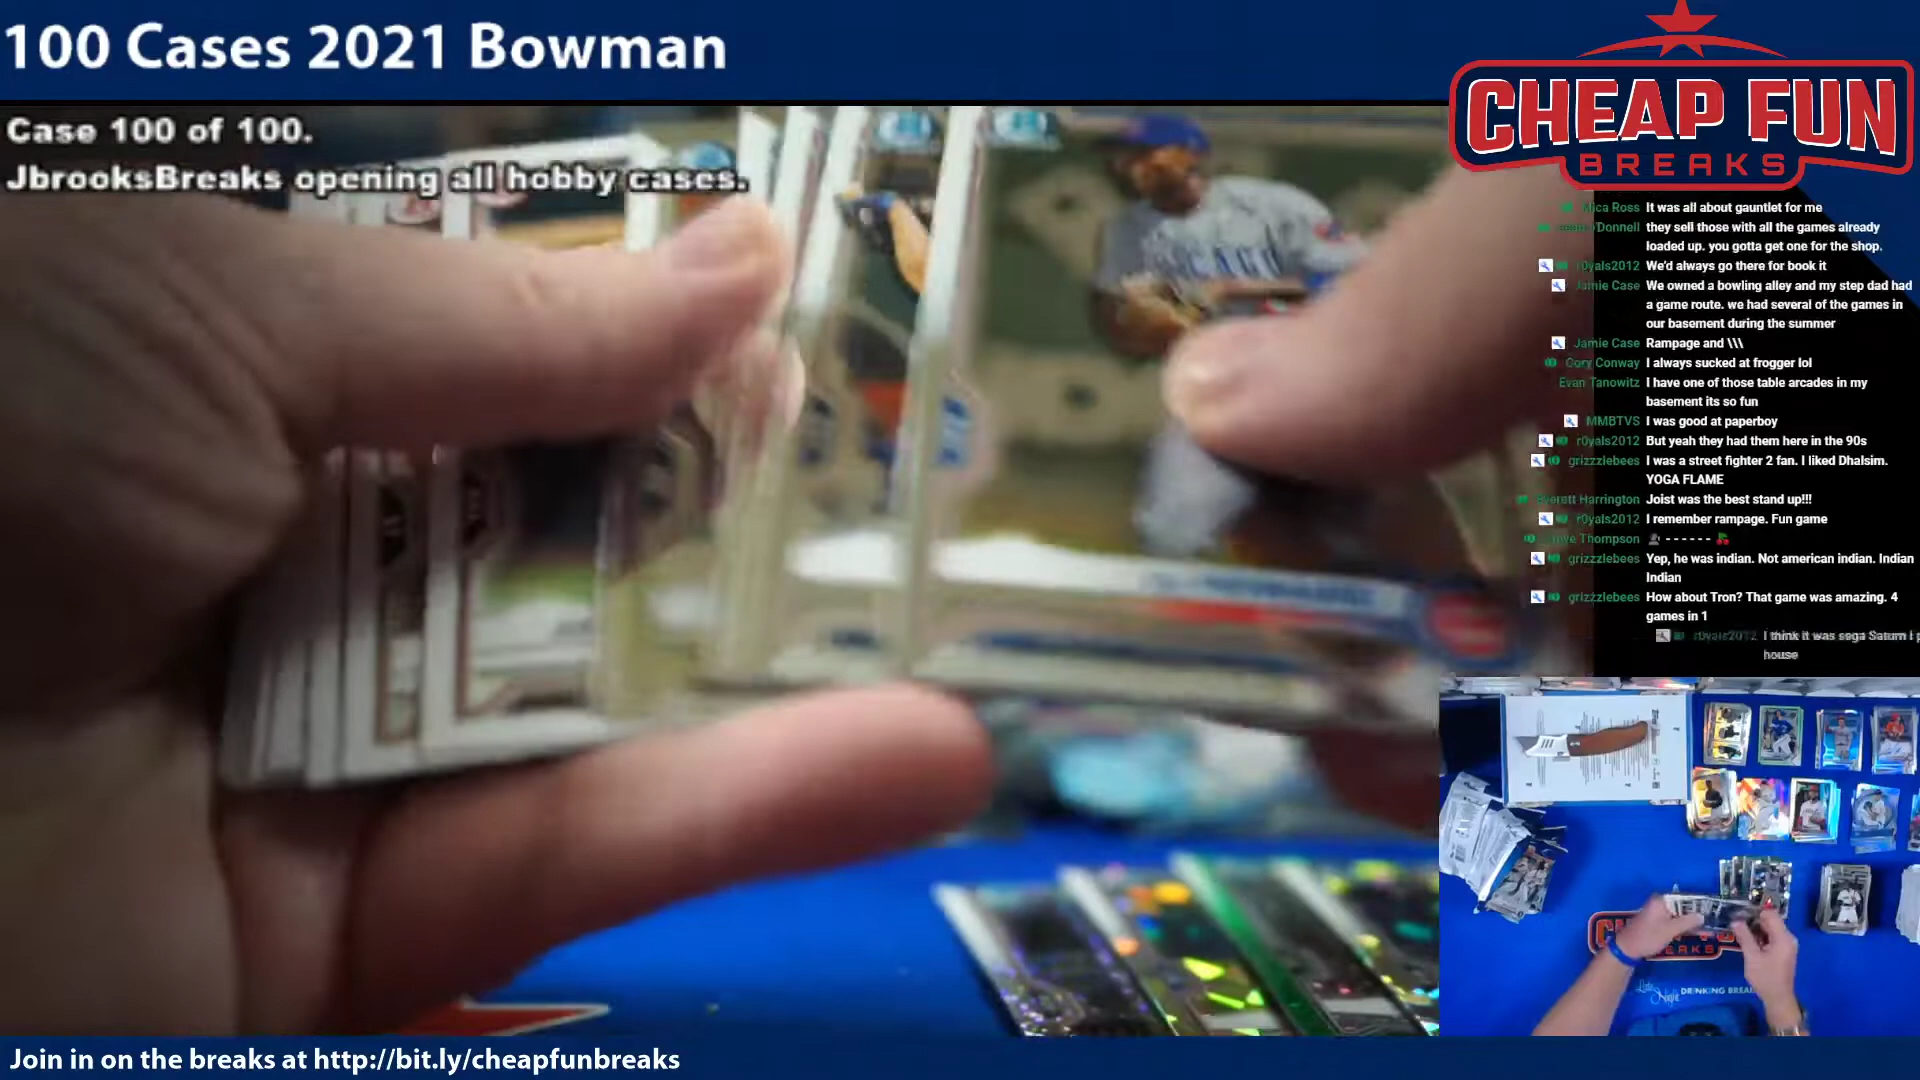 100 Cases 2021 Bowman
Case 100 of 100.
JbrooksBreaks opening all hobby cases.
CHEAP FUN
BREAKS
Mica Ross It was all about gauntlet for me
O'Donnell they sell those with all the games already
loaded up. you gotta get one for the shop.
r0yals2012 We'd always go there for book it
Jamie Case We owned a bowling alley and my step dad had
a game route. we had several of the games in
our basement during the summer
Jamie Case Rampage and \\\
Cory Conway I always sucked at frogger lol
Evan Tanowitz I have one of those table arcades in my
basement its so fun
MMBTVS I was good at paperboy
r0yals2012 But yeah they had them here in the 90s
grizzzlebees I was a street fighter 2 fan. I liked Dhalsim.
YOGA FLAME
Everett Harrington Joist was the best stand up!!!
r0yals2012 I remember rampage. Fun game
Thompson
grizzzlebees Yep, he was indian. Not american indian. Indian
Indian
grizzzlebees How about Tron? That game was amazing. 4
games in 1
r0yals2012 I think it was sega Saturn I p
house
Late Night DRINKING BREA
Join in on the breaks at http://bit.ly/cheapfunbreaks